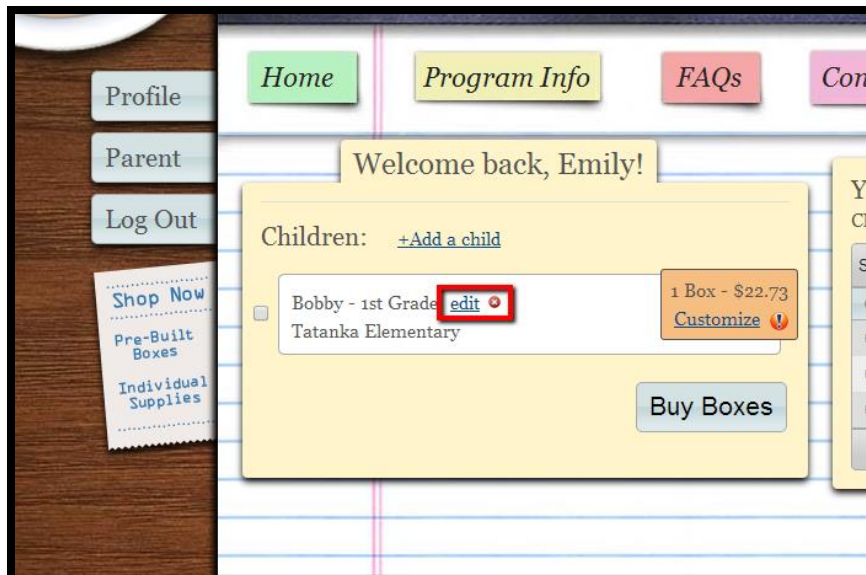 Home
Program Info
FAQs
Profile
Parent
Log Out
Shop Now
Pre-Built
Boxes
Individual
Supplies
Welcome back, Emily!
Children: +Add a child
Bobby - 1st Grade edit
Tatanka Elementary
1 Box - $22.73
Customize
Buy Boxes